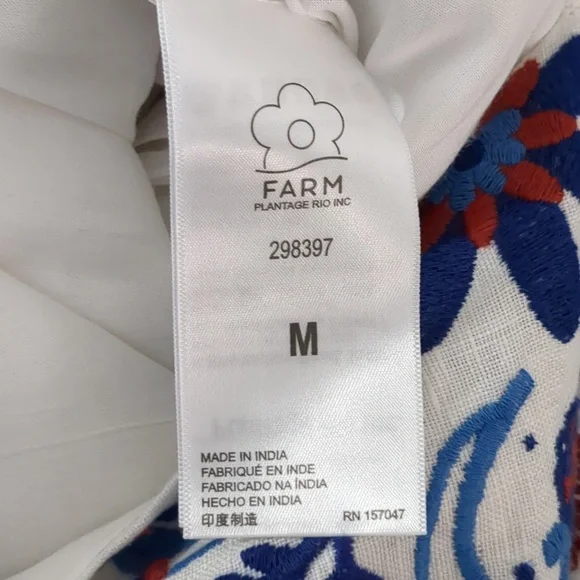 FARM
PLANTAGE RIO INC
298397
M
MADE IN INDIA
FABRIQUÉ EN INDE
FABRICADO NA ÍNDIA
HECHO EN INDIA
印度制造
RN 157047